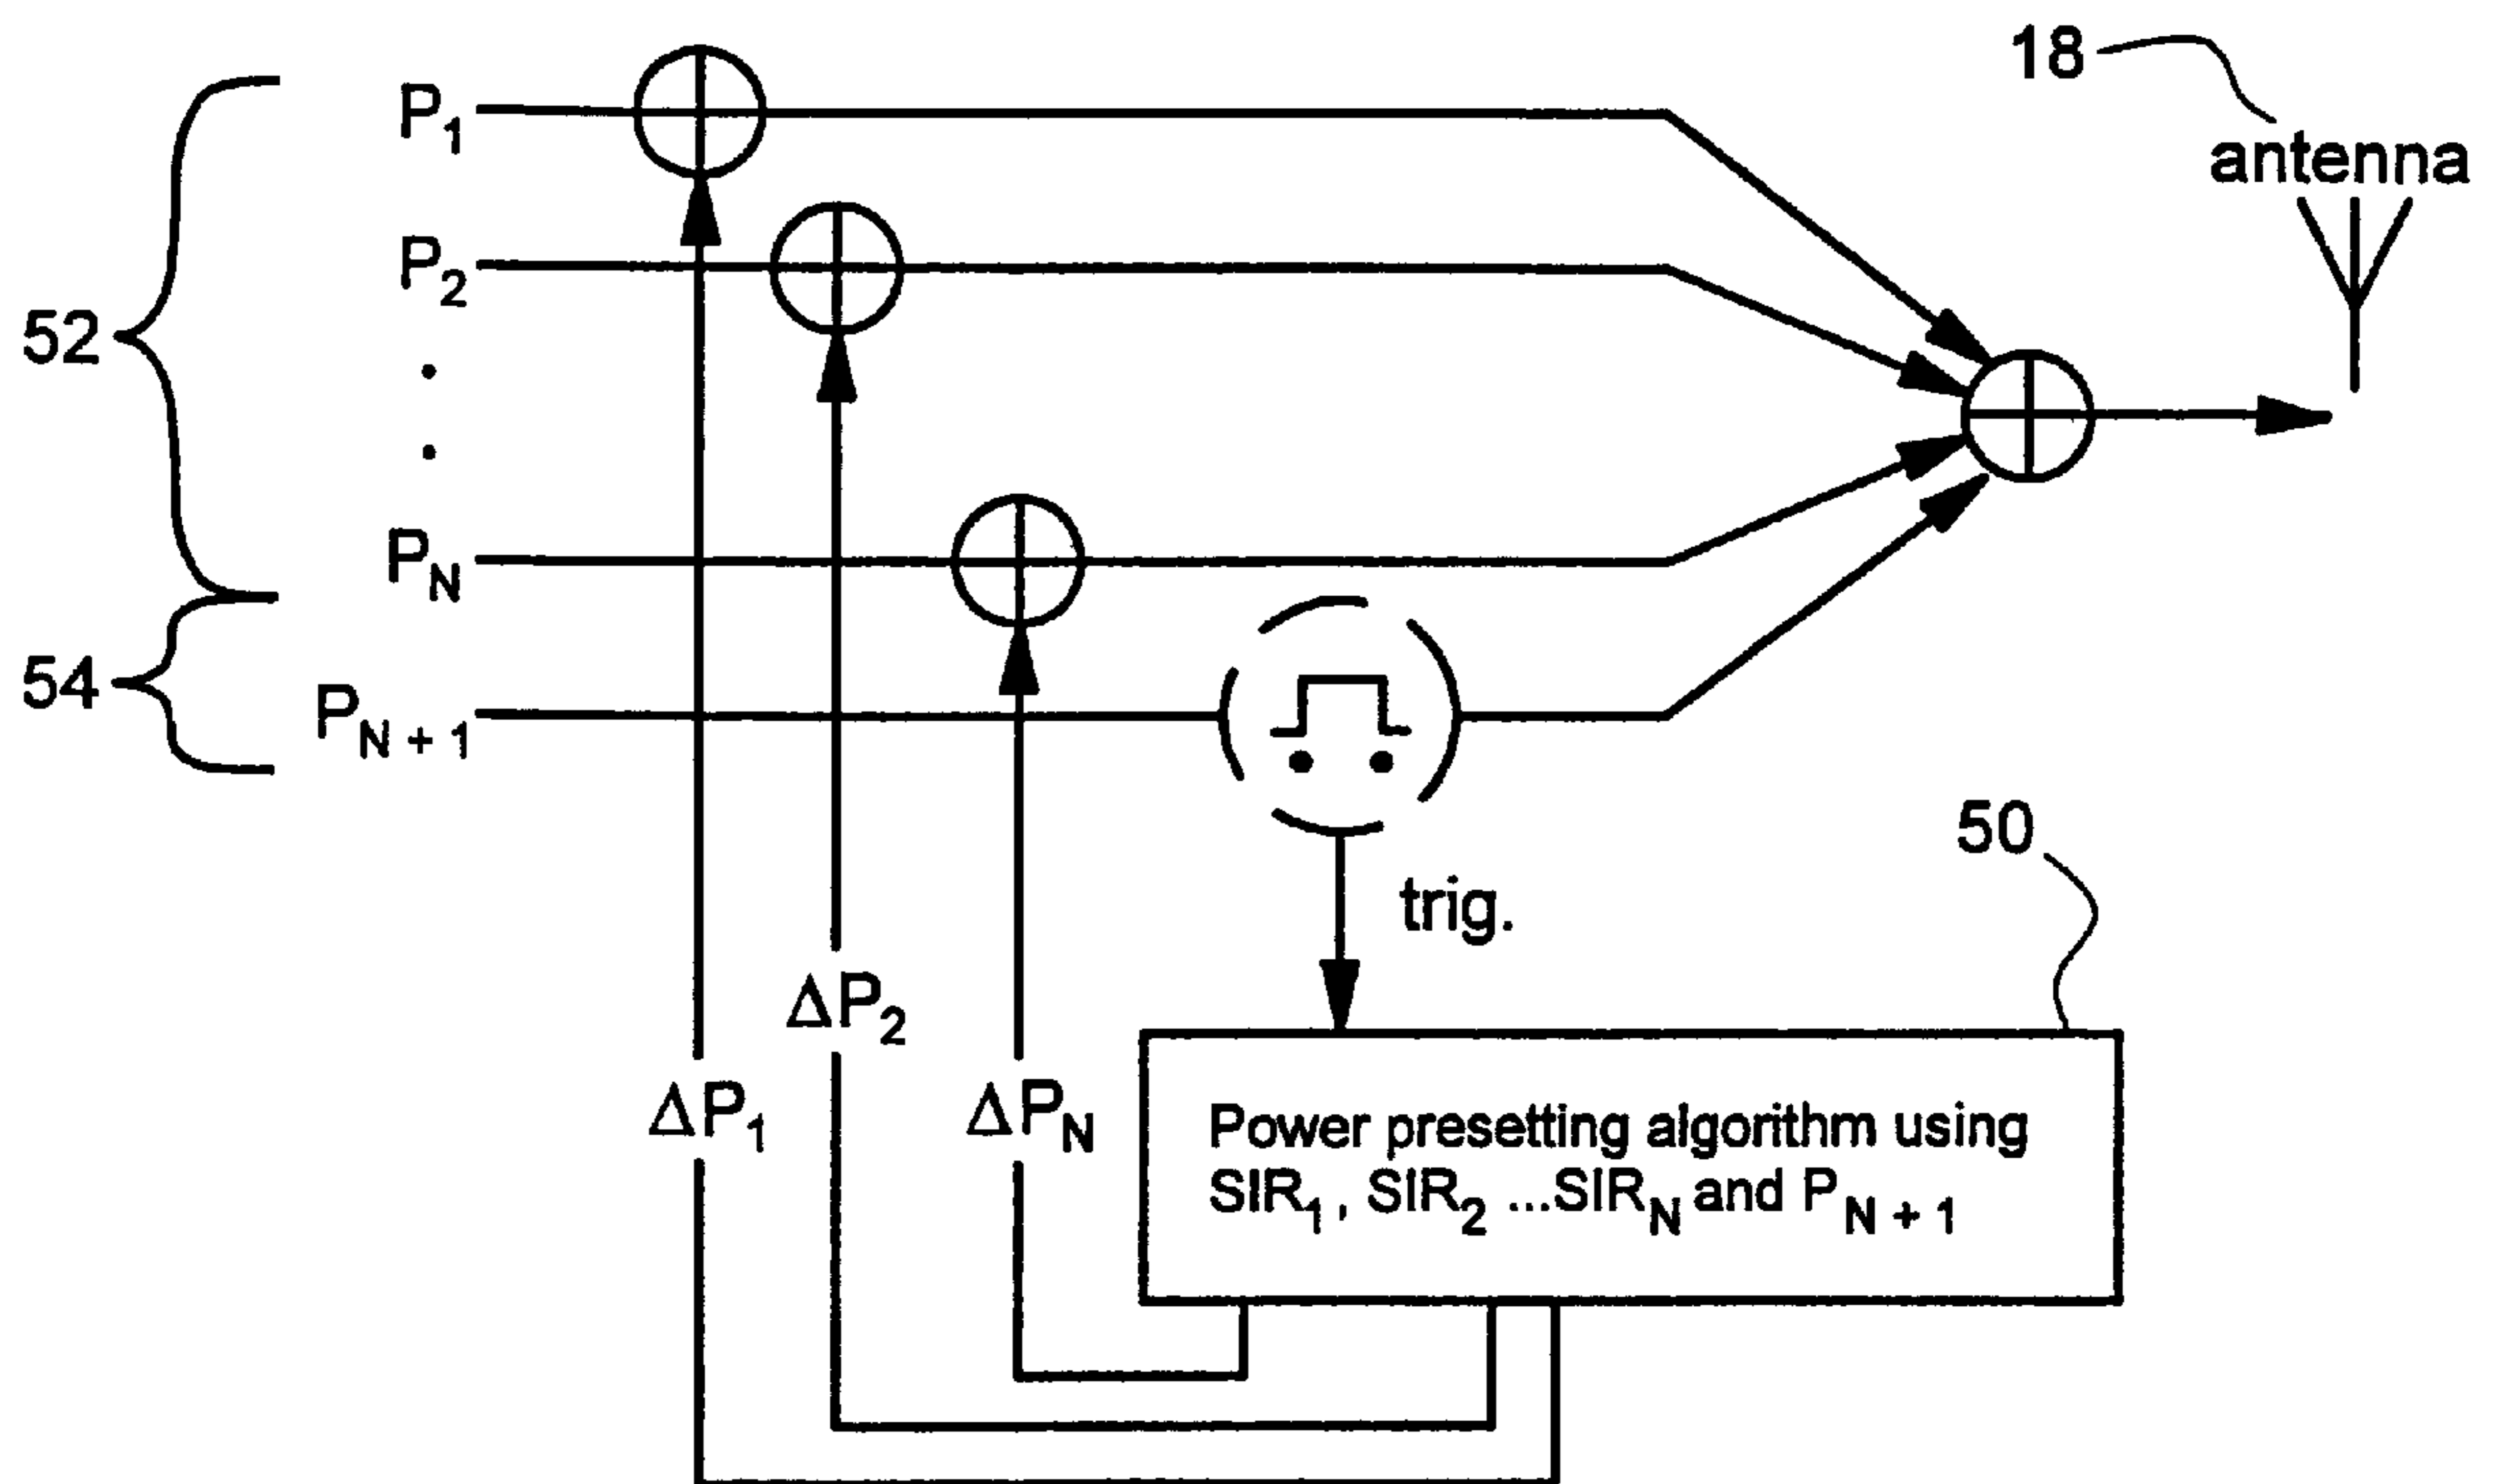 18
antenna
P1
P2
52
PN
54
PN + 1
50
trig.
ΔP2
ΔP1
ΔPN
Power presetting algorithm using
SIR1, SIR2 ...SIRN and PN + 1